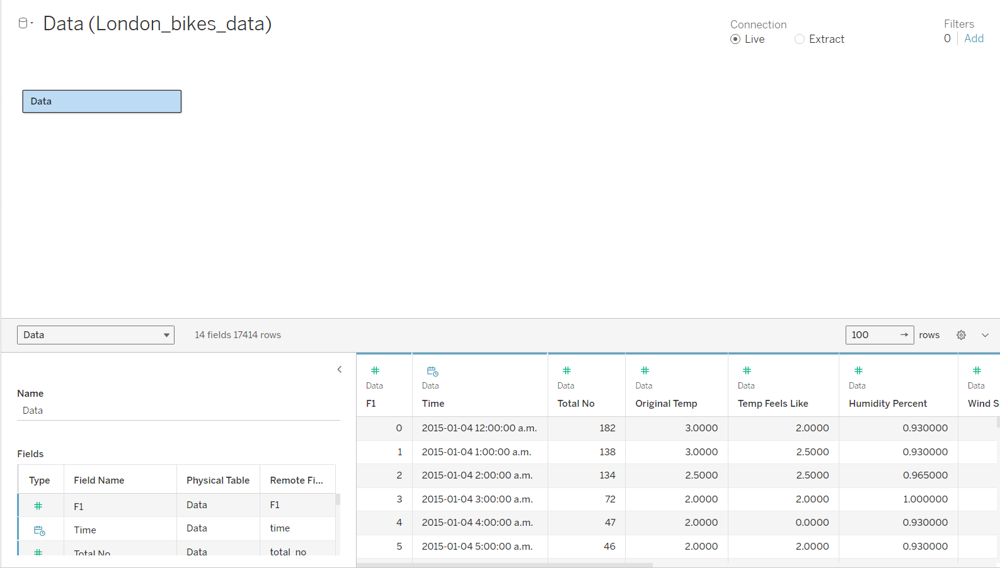 Data (London_bikes_data)
Connection
Live
Extract
Filters
0
Add
Data
Data
14 fields 17414 rows
100
rows
Name
Data
Fields
Type Field Name Physical Table Remote Fi...
F1 Data F1
Time Data time
Total No Data total_no
Data Data Data Data Data Data Data
F1 Time Total No Original Temp Temp Feels Like Humidity Percent Wind S
0 2015-01-04 12:00:00 a.m. 182 3.0000 2.0000 0.930000
1 2015-01-04 1:00:00 a.m. 138 3.0000 2.5000 0.930000
2 2015-01-04 2:00:00 a.m. 134 2.5000 2.5000 0.965000
3 2015-01-04 3:00:00 a.m. 72 2.0000 2.0000 1.000000
4 2015-01-04 4:00:00 a.m. 47 2.0000 0.0000 0.930000
5 2015-01-04 5:00:00 a.m. 46 2.0000 2.0000 0.930000